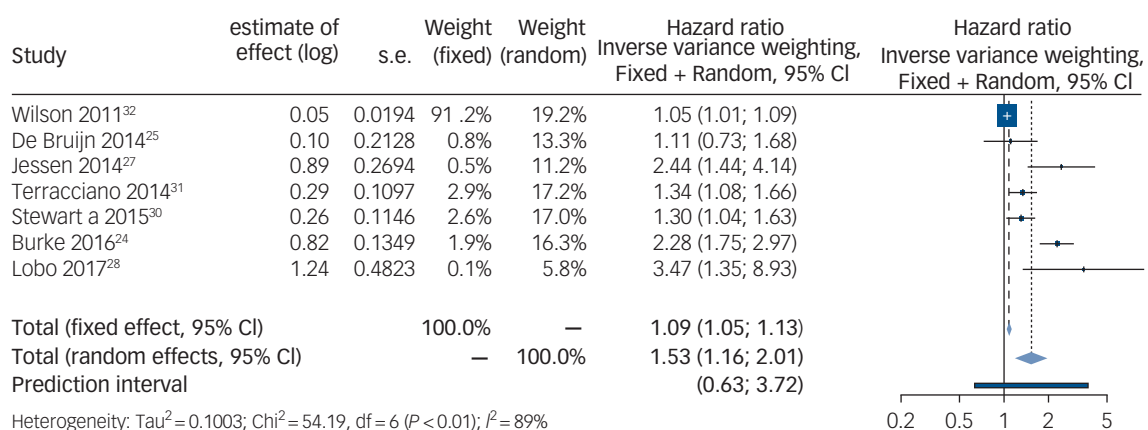 Study estimate of effect (log) s.e. Weight (fixed) Weight (random) Hazard ratio Inverse variance weighting, Fixed + Random, 95% CI Hazard ratio Inverse variance weighting, Fixed + Random, 95% CI
Wilson 2011³² 0.05 0.0194 91 .2% 19.2% 1.05 (1.01; 1.09)
De Bruijn 2014²⁵ 0.10 0.2128 0.8% 13.3% 1.11 (0.73; 1.68)
Jessen 2014²⁷ 0.89 0.2694 0.5% 11.2% 2.44 (1.44; 4.14)
Terracciano 2014³¹ 0.29 0.1097 2.9% 17.2% 1.34 (1.08; 1.66)
Stewart a 2015³⁰ 0.26 0.1146 2.6% 17.0% 1.30 (1.04; 1.63)
Burke 2016²⁴ 0.82 0.1349 1.9% 16.3% 2.28 (1.75; 2.97)
Lobo 2017²⁸ 1.24 0.4823 0.1% 5.8% 3.47 (1.35; 8.93)
Total (fixed effect, 95% CI) 100.0% — 1.09 (1.05; 1.13)
Total (random effects, 95% CI) — 100.0% 1.53 (1.16; 2.01)
Prediction interval (0.63; 3.72)
Heterogeneity: Tau² = 0.1003; Chi² = 54.19, df = 6 (P < 0.01); I² = 89%
0.2 0.5 1 2 5